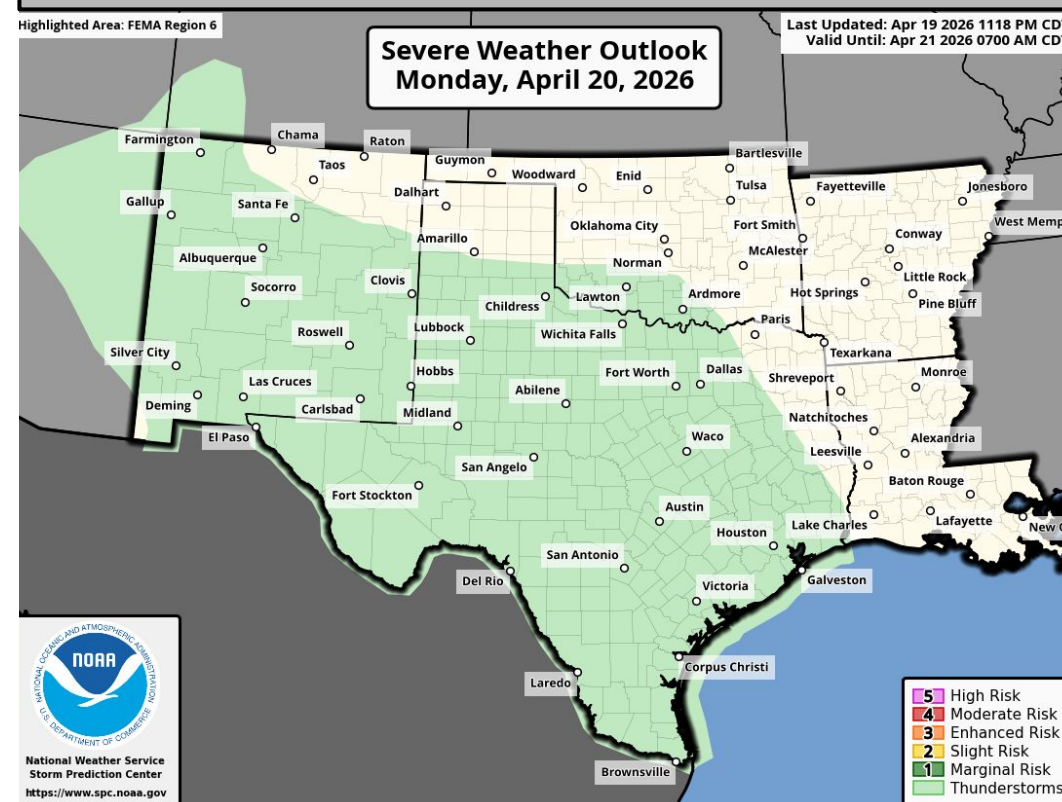 Highlighted Area: FEMA Region 6
Last Updated: Apr 19 2026 1118 PM CDT
Valid Until: Apr 21 2026 0700 AM CDT
Severe Weather Outlook
Monday, April 20, 2026
Farmington
Chama
Raton
Taos
Guymon
Woodward
Enid
Bartlesville
Tulsa
Fayetteville
Jonesboro
Gallup
Santa Fe
Dalhart
Oklahoma City
Fort Smith
Conway
West Memp
Albuquerque
Amarillo
Norman
McAlester
Little Rock
Socorro
Clovis
Childress
Lawton
Ardmore
Hot Springs
Pine Bluff
Roswell
Lubbock
Wichita Falls
Paris
Texarkana
Silver City
Las Cruces
Hobbs
Abilene
Fort Worth
Dallas
Shreveport
Monroe
Deming
Carlsbad
Midland
Natchitoches
El Paso
San Angelo
Waco
Leesville
Alexandria
Fort Stockton
Austin
Baton Rouge
Houston
Lake Charles
Lafayette
New O
Del Rio
San Antonio
Victoria
Galveston
Laredo
Corpus Christi
Brownsville
NATIONAL OCEANIC AND ATMOSPHERIC ADMINISTRATION
NOAA
U.S. DEPARTMENT OF COMMERCE
National Weather Service
Storm Prediction Center
https://www.spc.noaa.gov
5 High Risk
4 Moderate Risk
3 Enhanced Risk
2 Slight Risk
1 Marginal Risk
Thunderstorms